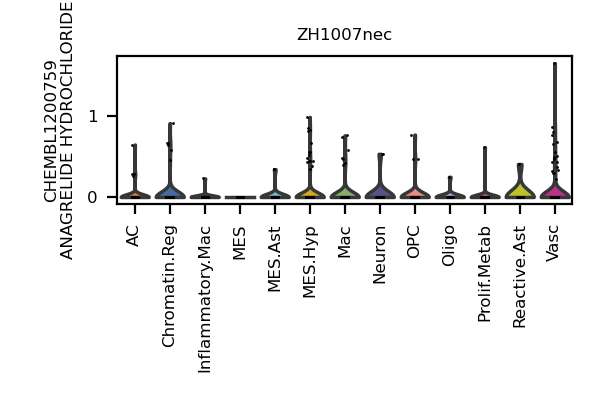 ZH1007nec
CHEMBL1200759
ANAGRELIDE HYDROCHLORIDE
1
0
AC
Chromatin.Reg
Inflammatory.Mac
MES
MES.Ast
MES.Hyp
Mac
Neuron
OPC
Oligo
Prolif.Metab
Reactive.Ast
Vasc